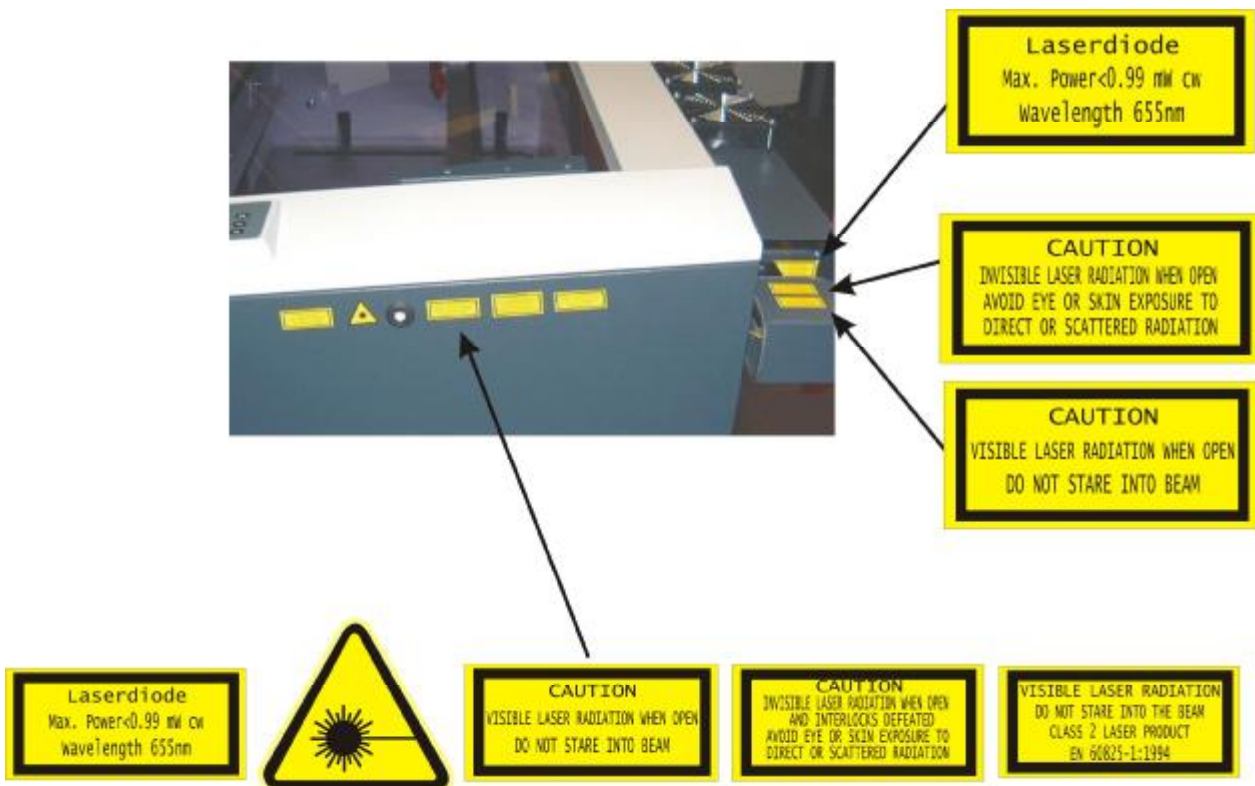 Laserdiode
Max. Power<0.99 mW cw
Wavelength 655nm
CAUTION
INVISIBLE LASER RADIATION WHEN OPEN
AVOID EYE OR SKIN EXPOSURE TO
DIRECT OR SCATTERED RADIATION
CAUTION
VISIBLE LASER RADIATION WHEN OPEN
DO NOT STARE INTO BEAM
Laserdiode
Max. Power<0.99 mW cw
Wavelength 655nm
CAUTION
VISIBLE LASER RADIATION WHEN OPEN
DO NOT STARE INTO BEAM
CAUTION
INVISIBLE LASER RADIATION WHEN OPEN
AND INTERLOCKS DEFEATED
AVOID EYE OR SKIN EXPOSURE TO
DIRECT OR SCATTERED RADIATION
VISIBLE LASER RADIATION
DO NOT STARE INTO THE BEAM
CLASS 2 LASER PRODUCT
EN 60825-1:1994